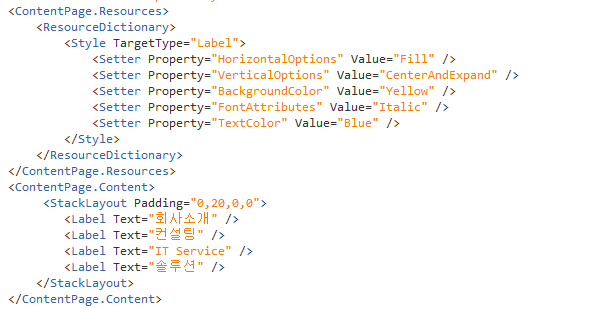 <ContentPage.Resources>
<ResourceDictionary>
<Style TargetType="Label">
<Setter Property="HorizontalOptions" Value="Fill" />
<Setter Property="VerticalOptions" Value="CenterAndExpand" />
<Setter Property="BackgroundColor" Value="Yellow" />
<Setter Property="FontAttributes" Value="Italic" />
<Setter Property="TextColor" Value="Blue" />
</Style>
</ResourceDictionary>
</ContentPage.Resources>
<ContentPage.Content>
<StackLayout Padding="0,20,0,0">
<Label Text="회사소개" />
<Label Text="컨설팅" />
<Label Text="IT Service" />
<Label Text="솔루션" />
</StackLayout>
</ContentPage.Content>